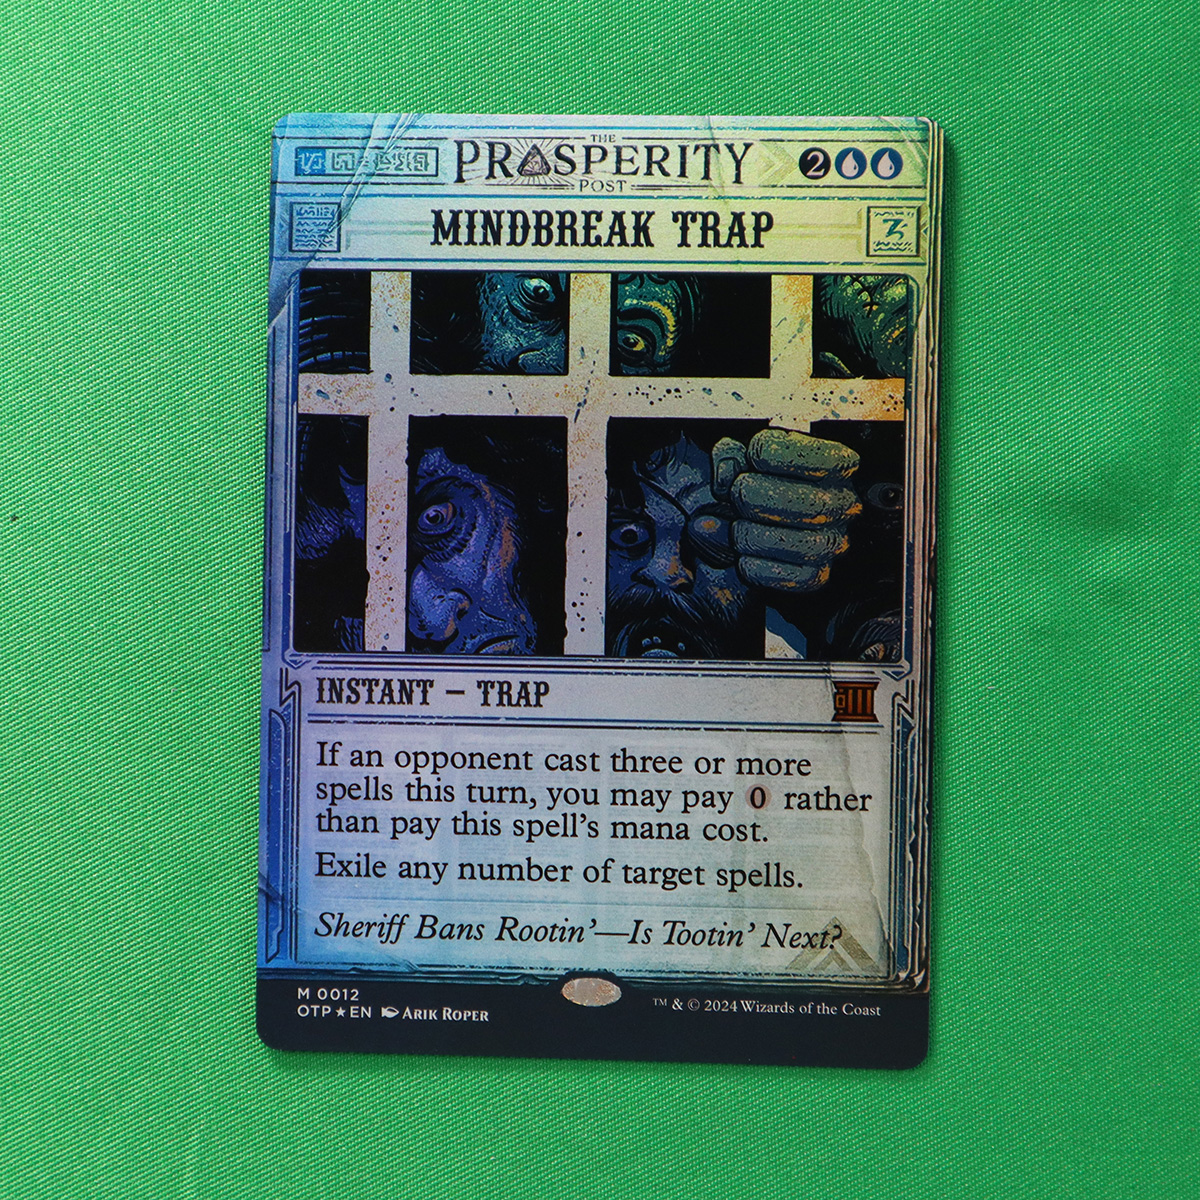 THE
PROSPERITY
POST
2
MINDBREAK TRAP
INSTANT – TRAP
If an opponent cast three or more
spells this turn, you may pay 0 rather
than pay this spell's mana cost.
Exile any number of target spells.
Sheriff Bans Rootin'—Is Tootin' Next?
M 0012
OTP★EN ARIK ROPER
™ & © 2024 Wizards of the Coast